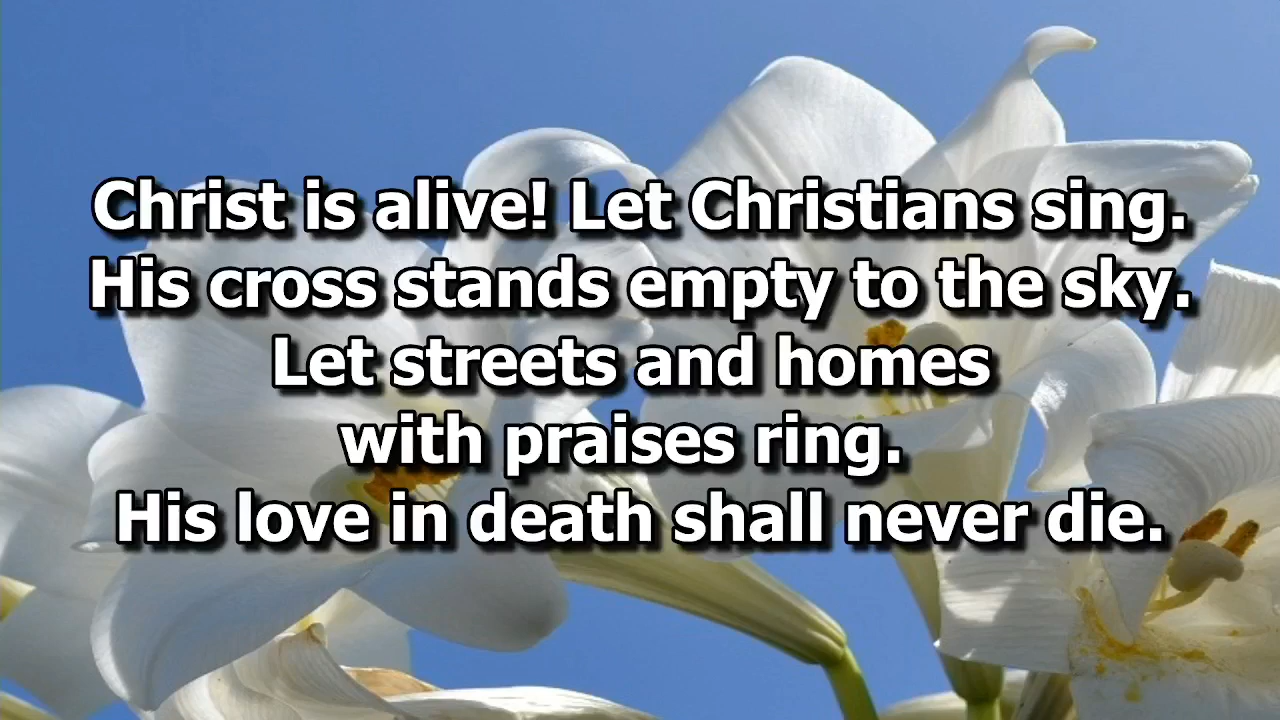 Christ is alive! Let Christians sing.
His cross stands empty to the sky.
Let streets and homes
with praises ring.
His love in death shall never die.